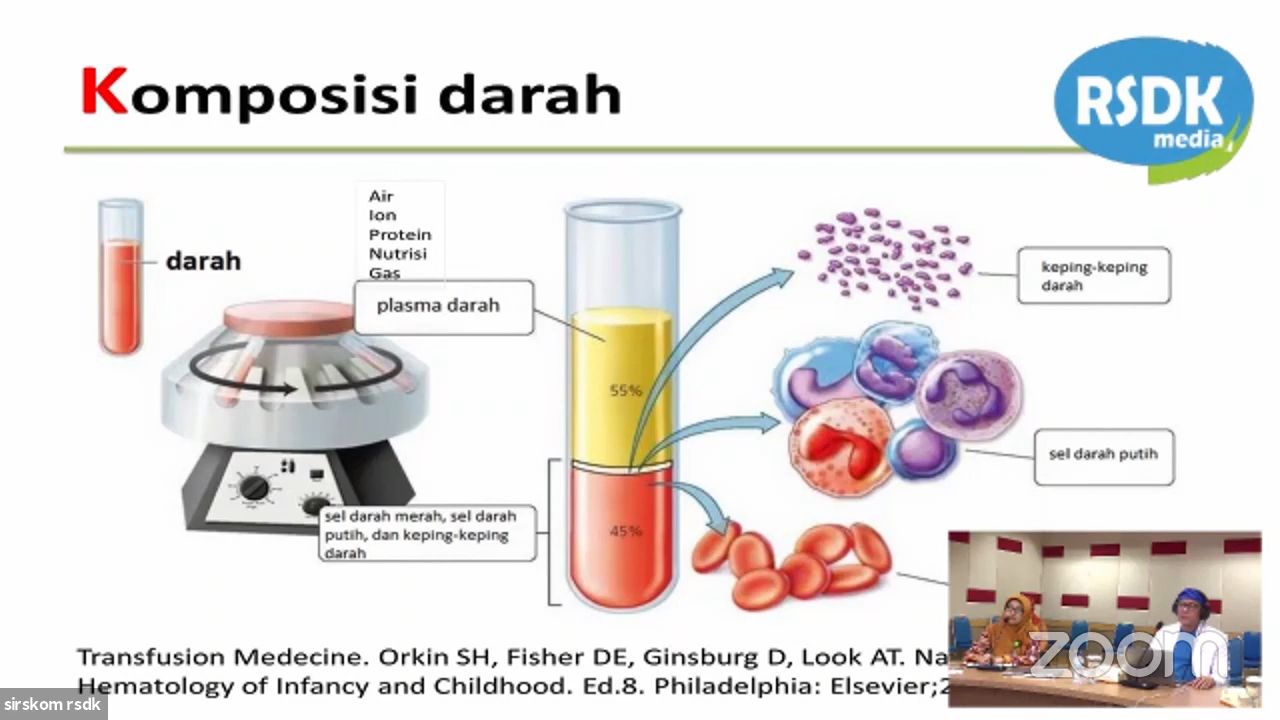 Komposisi darah
RSDK
media
Air
Ion
Protein
Nutrisi
Gas
darah
plasma darah
keping-keping
darah
55%
sel darah putih
sel darah merah, sel darah
putih, dan keping-keping
darah
45%
Transfusion Medecine. Orkin SH, Fisher DE, Ginsburg D, Look AT.
Hematology of Infancy and Childhood. Ed.8. Philadelphia: Elsevier;2
zoom
sirskom rsdk